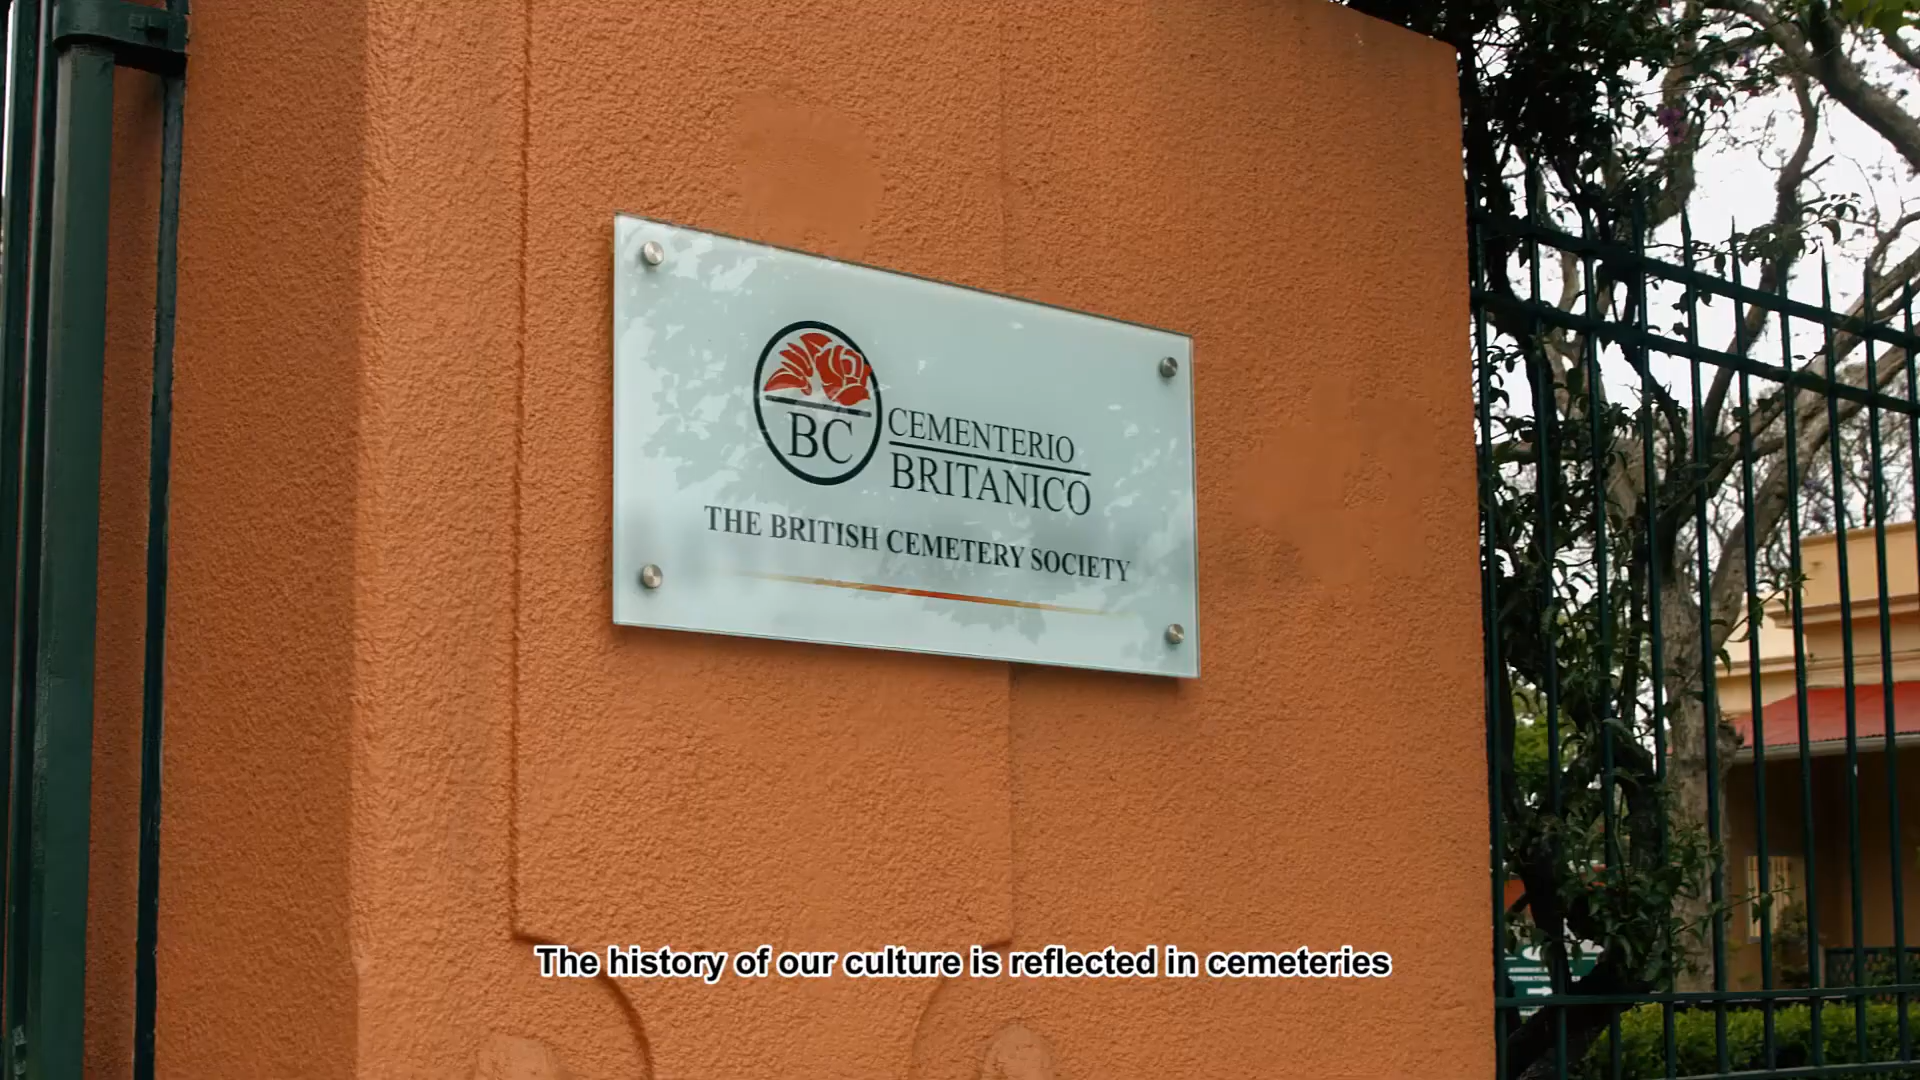 BC
CEMENTERIO
BRITANICO
THE BRITISH CEMETERY SOCIETY
The history of our culture is reflected in cemeteries